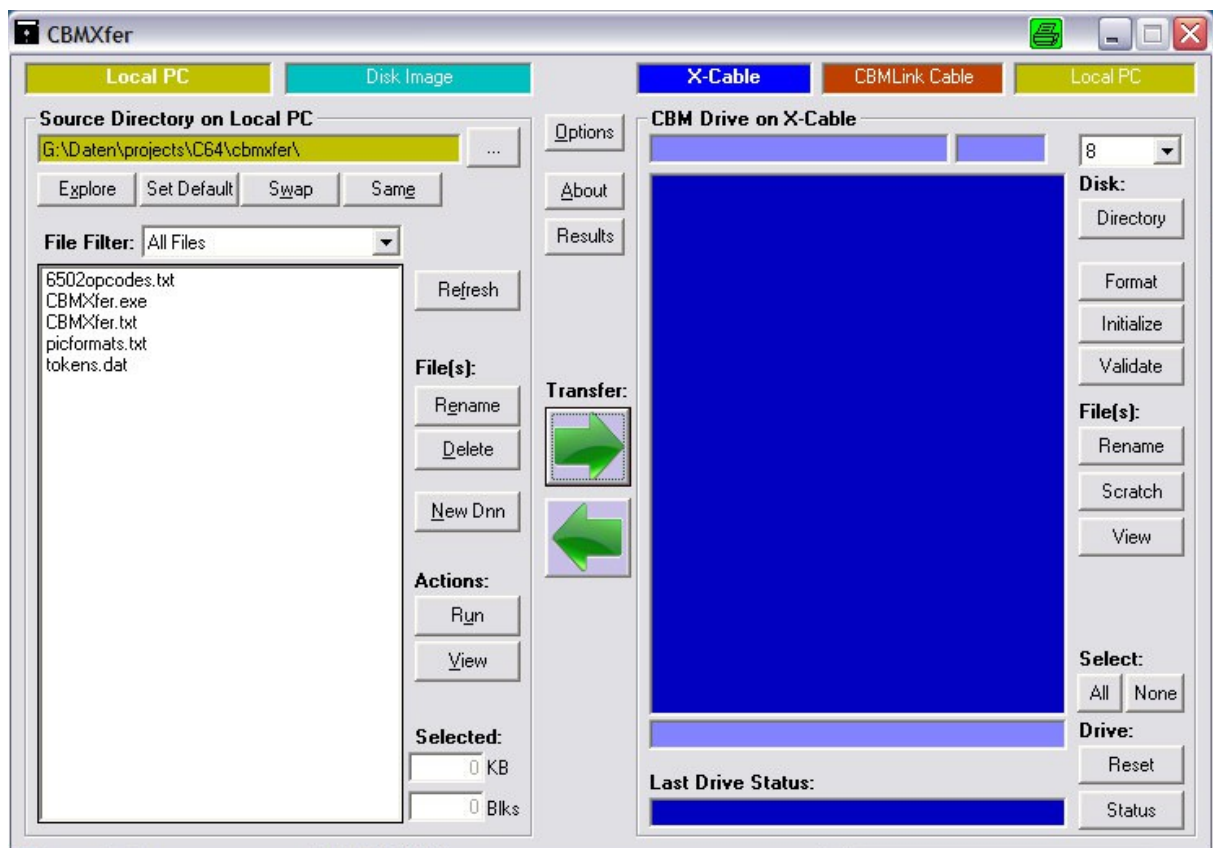 CBMXfer
Local PC
Disk Image
X-Cable
CBMLink Cable
Local PC
Source Directory on Local PC
G:\Daten\projects\C64\cbmxfer\
...
Explore
Set Default
Swap
Same
File Filter:
All Files
6502opcodes.txt
CBMXfer.exe
CBMXfer.txt
picformats.txt
tokens.dat
Refresh
File(s):
Rename
Delete
New Dnn
Actions:
Run
View
Selected:
0 KB
0 Blks
Options
About
Results
Transfer:
CBM Drive on X-Cable
8
Disk:
Directory
Format
Initialize
Validate
File(s):
Rename
Scratch
View
Select:
All
None
Drive:
Reset
Status
Last Drive Status: